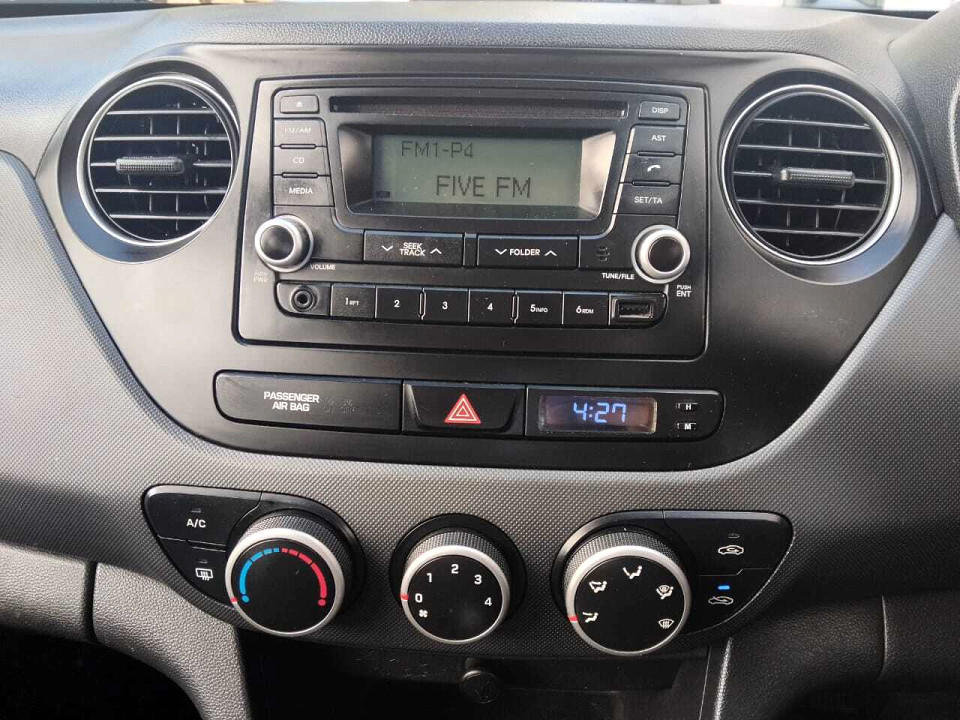 DISP
FM/AM
FM1-P4
AST
CD
FIVE FM
MEDIA
SET/TA
SEEK
TRACK
FOLDER
VOLUME
TUNE/FILE
PUSH
ENT
1RPT 2 3 4 5INFO 6RDM
PASSENGER
AIR BAG
4:27
H
M
A/C
0 1 2 3 4